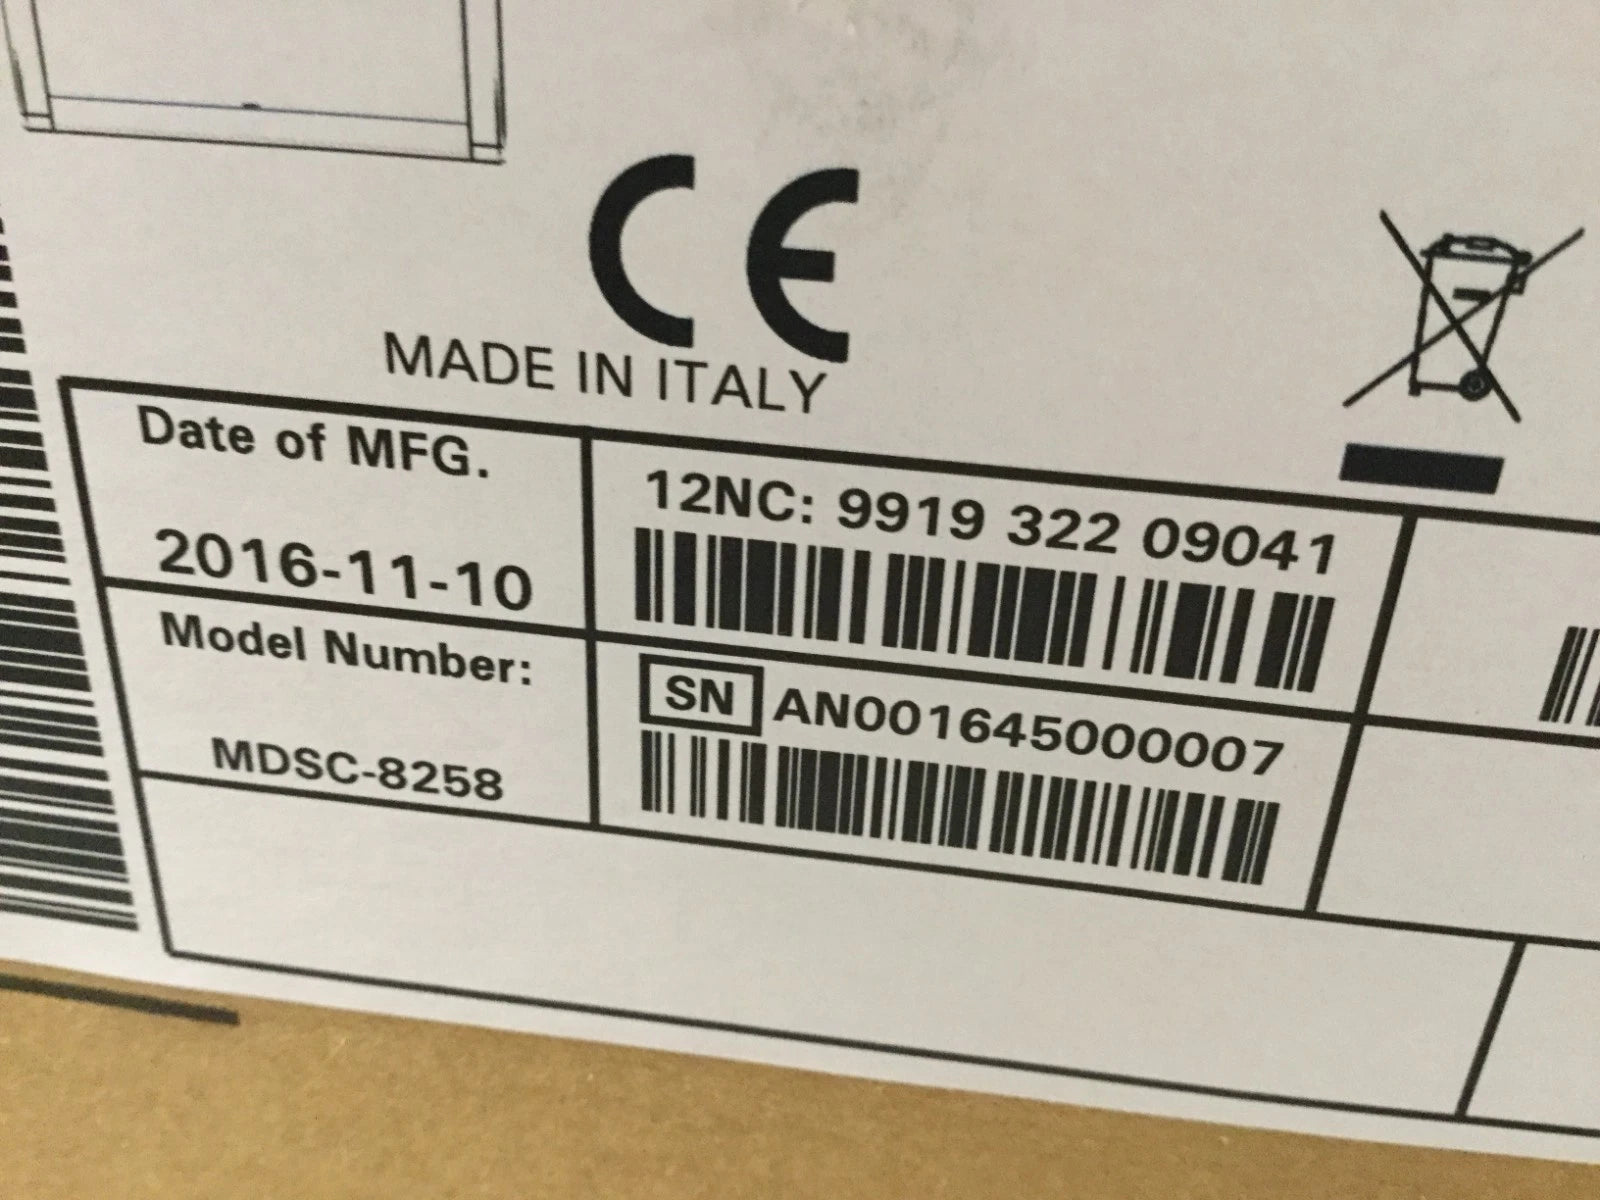 CE
MADE IN ITALY
Date of MFG.
2016-11-10
12NC: 9919 322 09041
Model Number:
MDSC-8258
SN AN001645000007